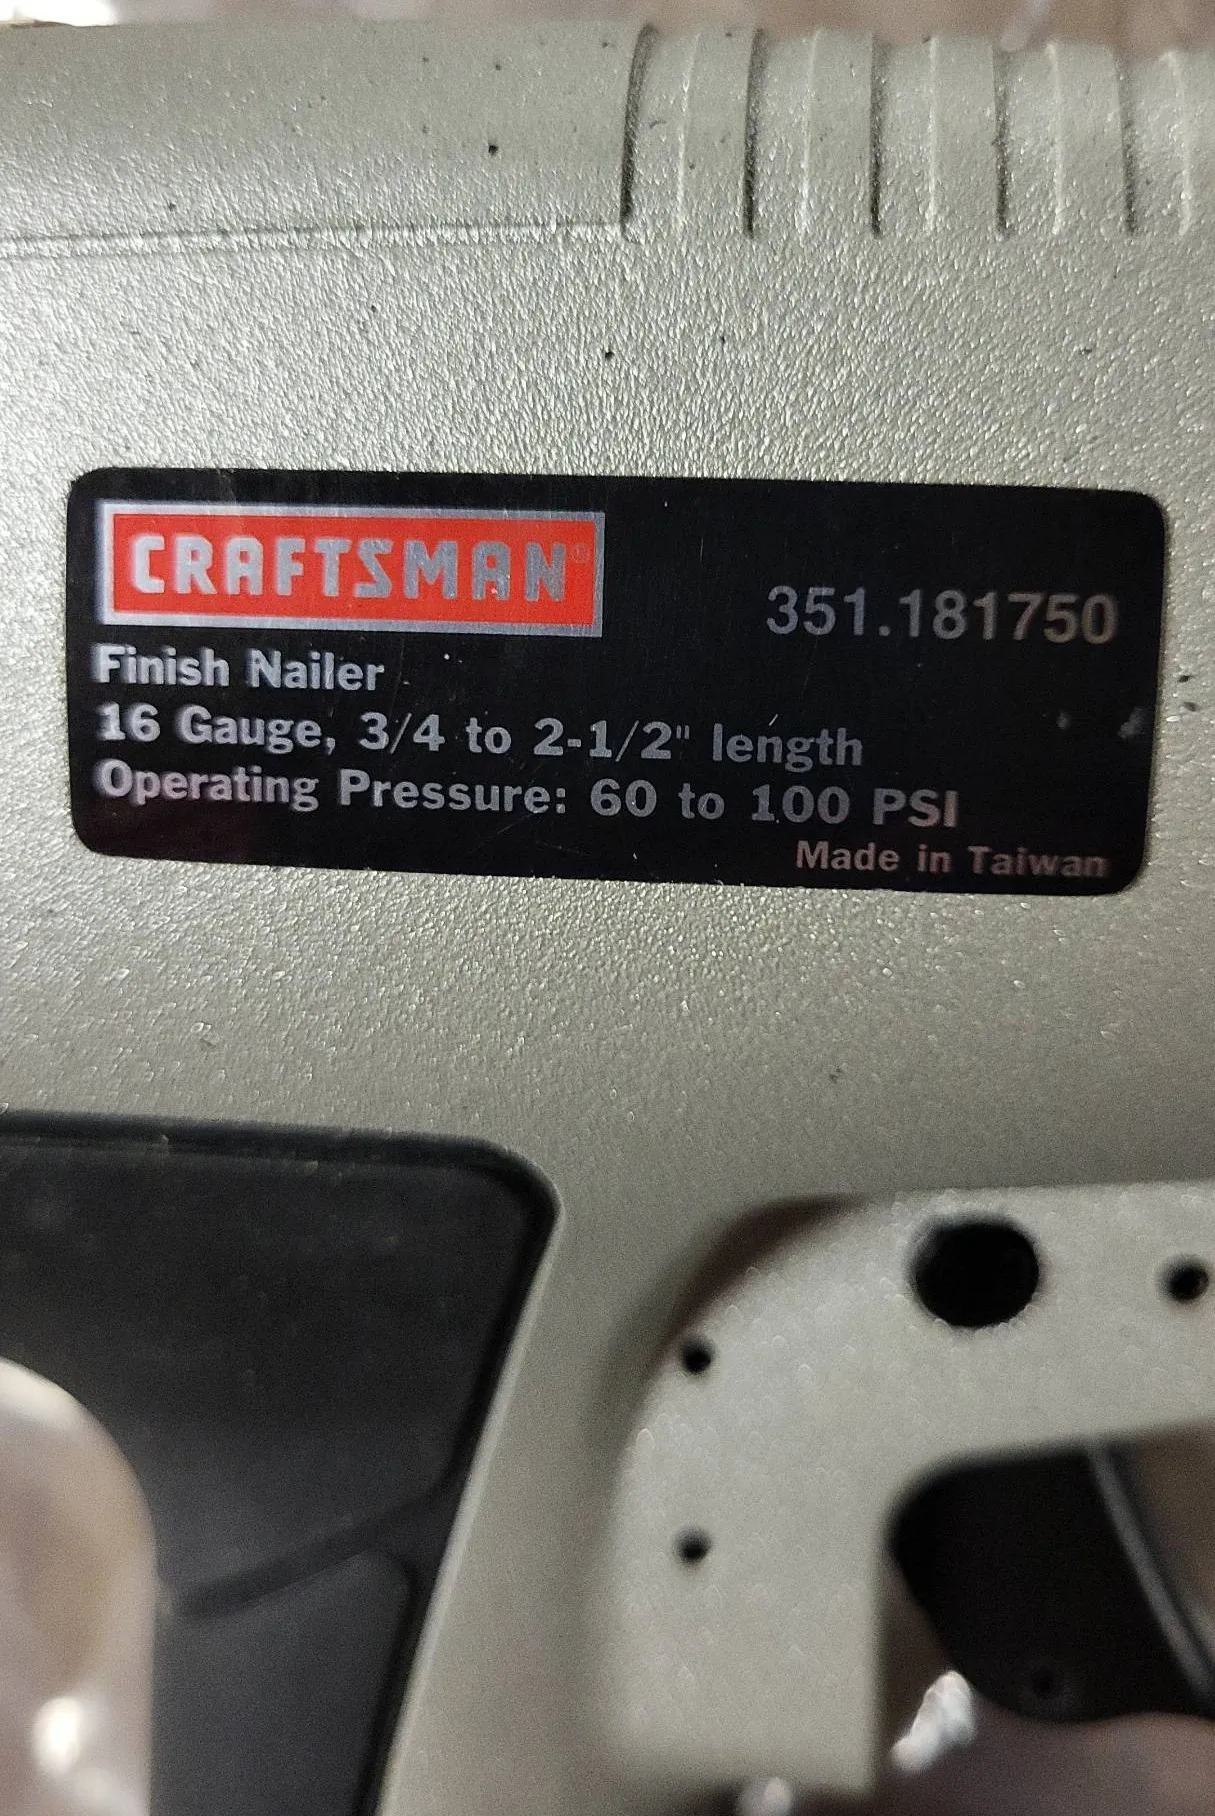 CRAFTSMAN®
351.181750
Finish Nailer
16 Gauge, 3/4 to 2-1/2" length
Operating Pressure: 60 to 100 PSI
Made in Taiwan